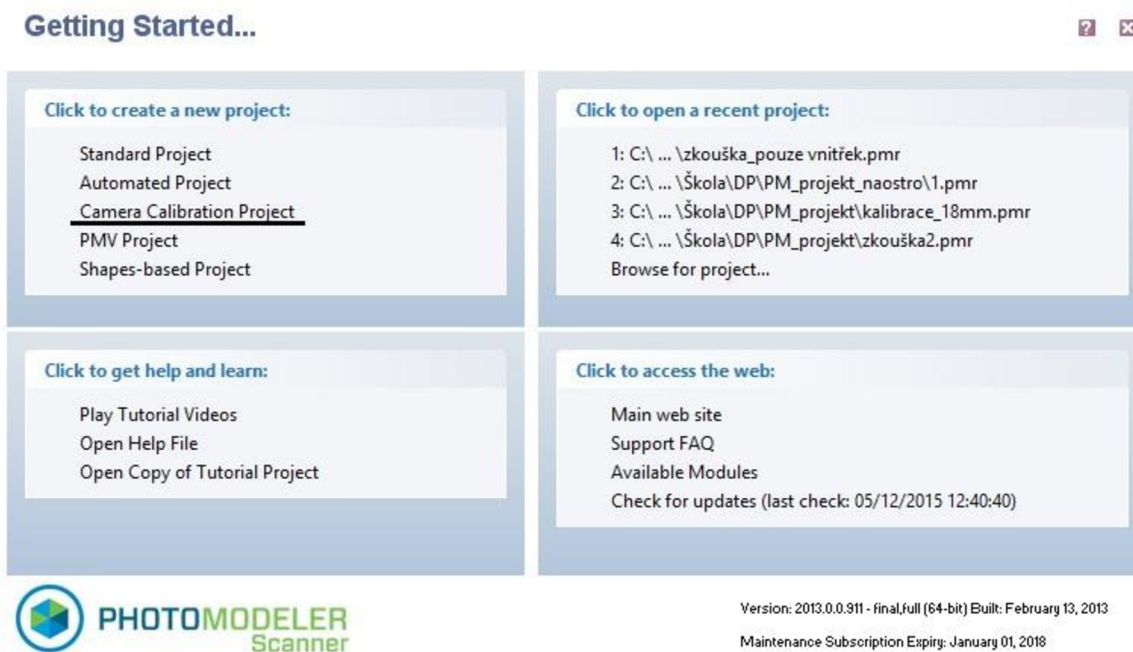 Getting Started...
Click to create a new project:
Standard Project
Automated Project
Camera Calibration Project
PMV Project
Shapes-based Project
Click to open a recent project:
1: C:\ ... \zkouška_pouze vnitřek.pmr
2: C:\ ... \Škola\DP\PM_projekt_naostro\1.pmr
3: C:\ ... \Škola\DP\PM_projekt\kalibrace_18mm.pmr
4: C:\ ... \Škola\DP\PM_projekt\zkouška2.pmr
Browse for project...
Click to get help and learn:
Play Tutorial Videos
Open Help File
Open Copy of Tutorial Project
Click to access the web:
Main web site
Support FAQ
Available Modules
Check for updates (last check: 05/12/2015 12:40:40)
PHOTOMODELER
Scanner
Version: 2013.0.0.911 - final,full (64-bit) Built: February 13, 2013
Maintenance Subscription Expiry: January 01, 2018